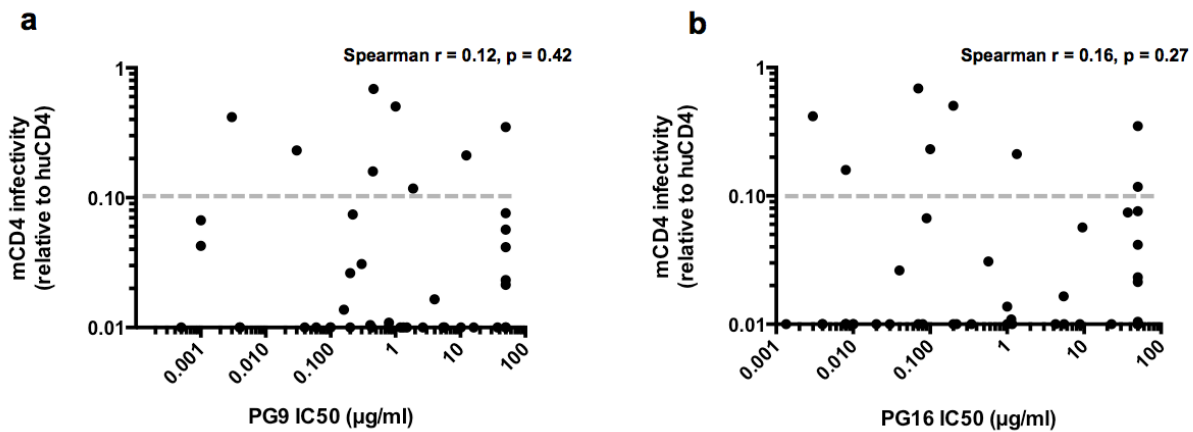 a
Spearman r = 0.12, p = 0.42
mCD4 infectivity
(relative to huCD4)
1
0.10
0.01
0.001
0.010
0.100
1
10
100
PG9 IC50 (µg/ml)
b
Spearman r = 0.16, p = 0.27
mCD4 infectivity
(relative to huCD4)
1
0.10
0.01
0.001
0.010
0.100
1
10
100
PG16 IC50 (µg/ml)